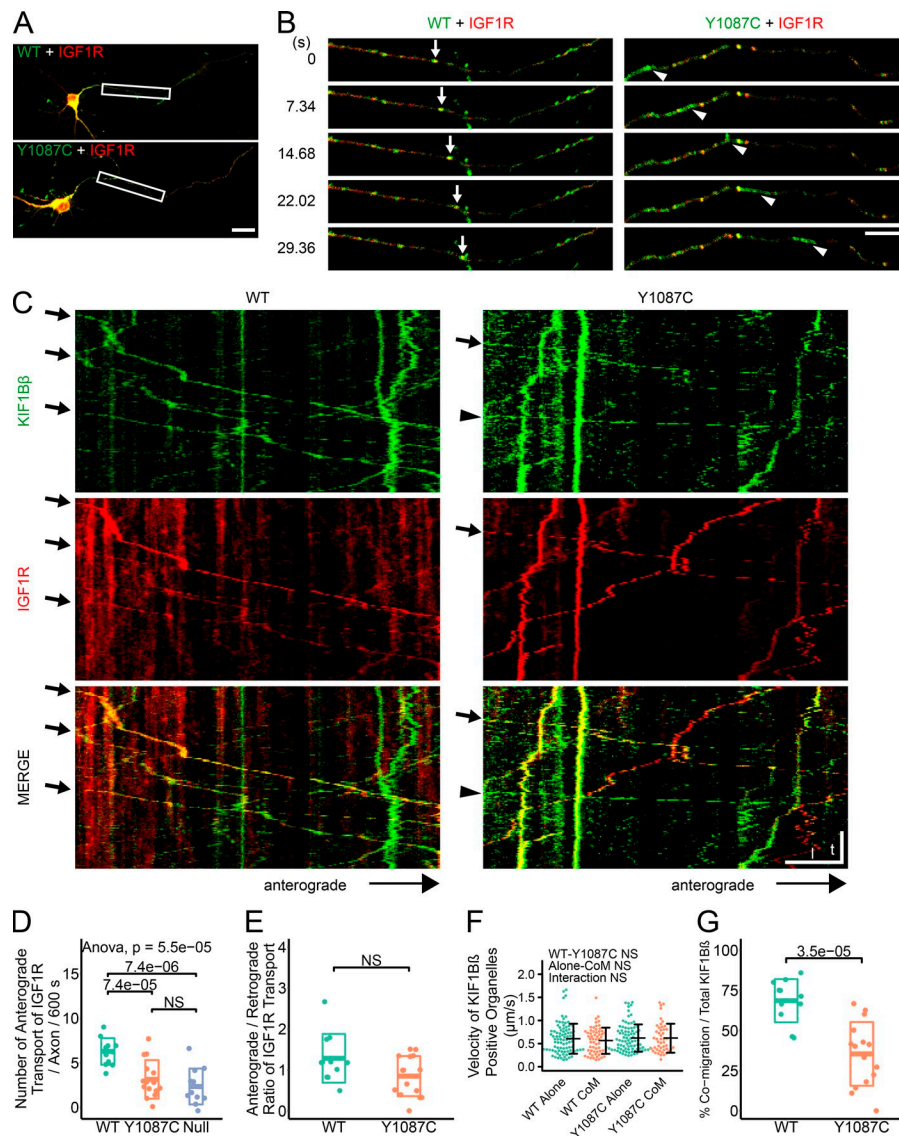 A
WT + IGF1R
Y1087C + IGF1R
B
WT + IGF1R
Y1087C + IGF1R
(s)
0
7.34
14.68
22.02
29.36
C
WT
Y1087C
KIF1Bβ
IGF1R
MERGE
l
t
anterograde
anterograde
D
Anova, p = 5.5e−05
7.4e−06
7.4e−05
NS
Number of Anterograde
Transport of IGF1R
/ Axon / 600 s
15
10
5
0
WT Y1087C Null
E
NS
Anterograde / Retrograde
Ratio of IGF1R Transport
4
3
2
1
0
WT Y1087C
F
WT-Y1087C NS
Alone-CoM NS
Interaction NS
Velocity of KIF1Bß
Positive Organelles
(μm/s)
2.0
1.5
1.0
0.5
0.0
WT Alone
WT CoM
Y1087C Alone
Y1087C CoM
G
3.5e−05
% Co-migration / Total KIF1Bß
100
75
50
25
0
WT Y1087C